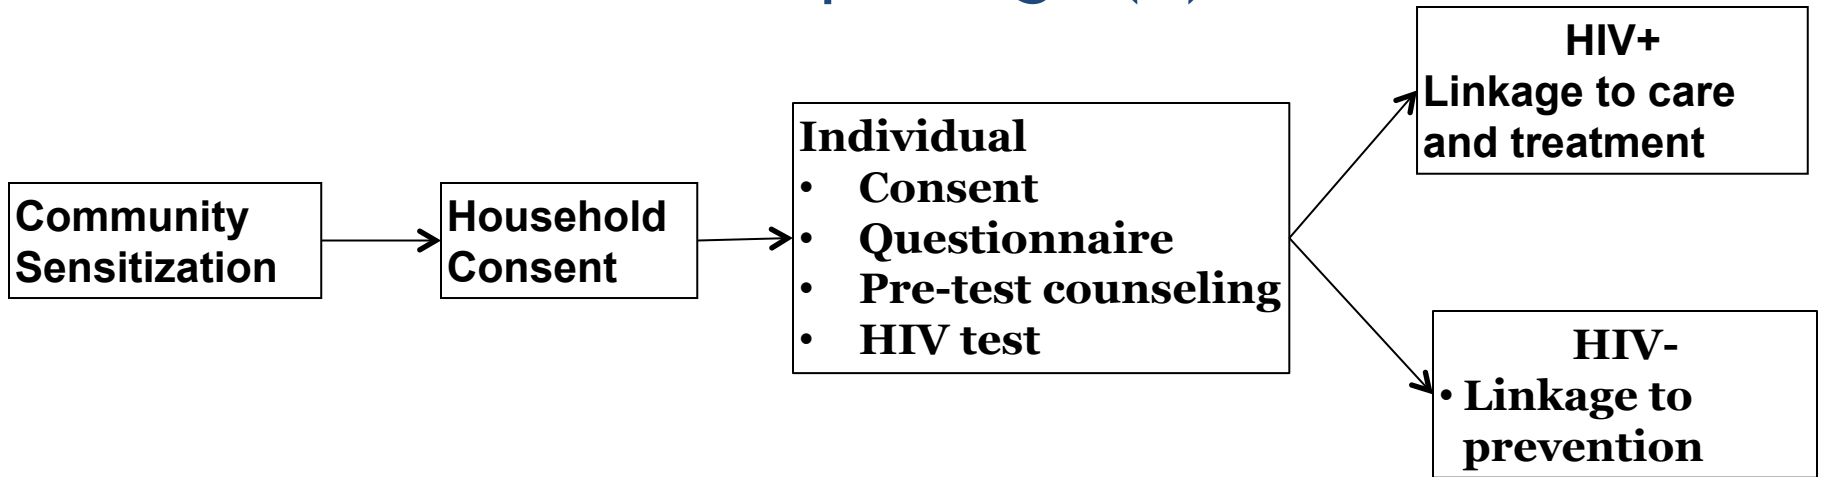 Community
Sensitization
Household
Consent
Individual
• Consent
• Questionnaire
• Pre-test counseling
• HIV test
HIV+
Linkage to care
and treatment
HIV-
• Linkage to
prevention